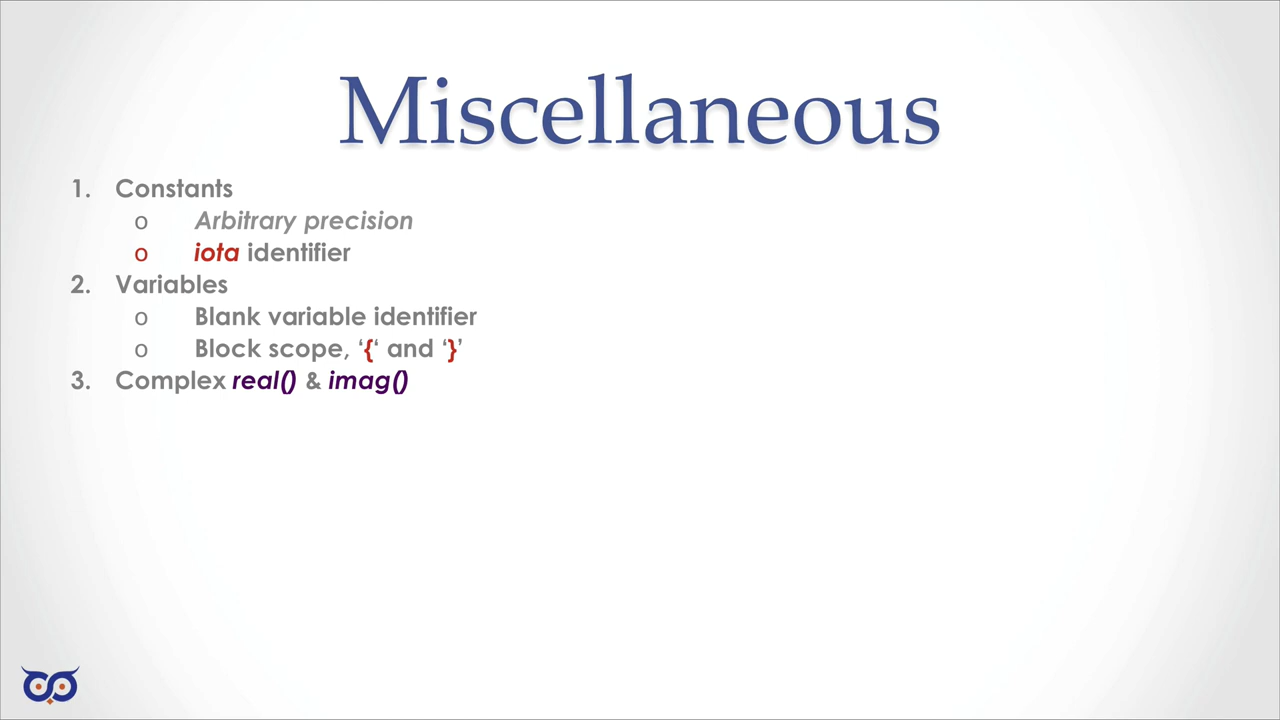 Miscellaneous
1. Constants
o Arbitrary precision
o iota identifier
2. Variables
o Blank variable identifier
o Block scope, ‘{‘ and ‘}’
3. Complex real() & imag()